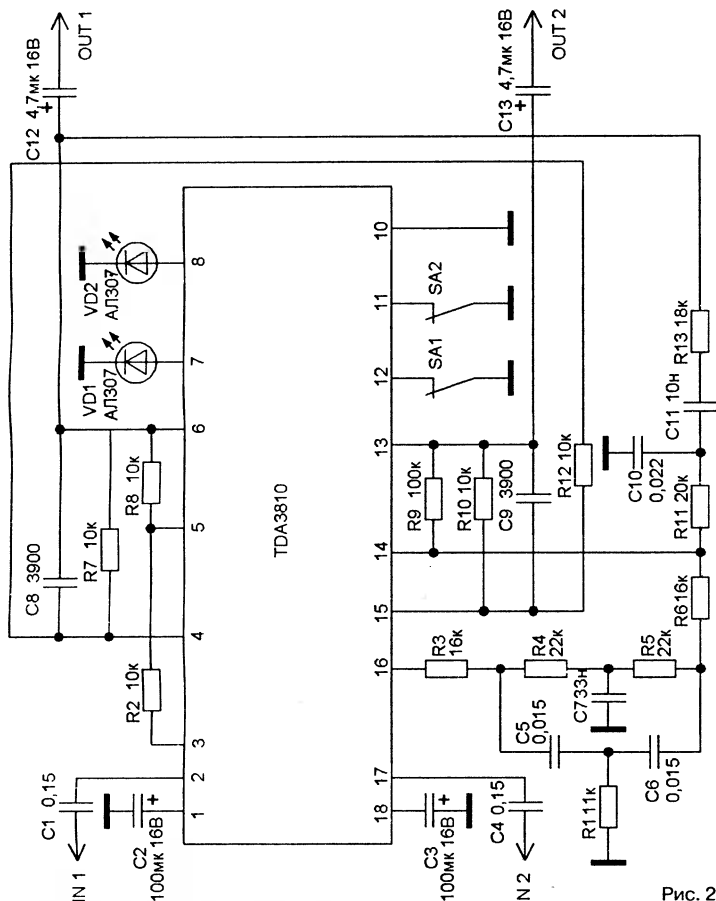 C12 4,7мк 16В
+
OUT 1
C13 4,7мк 16В
+
OUT 2
VD2
АЛ307
VD1
АЛ307
8
7
6
5
4
3
2
1
R8 10к
R7 10к
C8 3900
R2 10к
C1 0,15
IN 1
C2
100мк 16В
+
TDA3810
10
11
12
13
14
15
16
17
18
SA2
SA1
R9 100к
R10 10к
C9 3900
R12 10к
C10
0,022
C11 10н
R13 18к
R11 20к
R6 16к
R3
16к
R4
22к
R5
22к
C7 33н
C5
0,015
C6
0,015
R1 1к
C3
100мк 16В
+
C4 0,15
N 2
Рис. 2